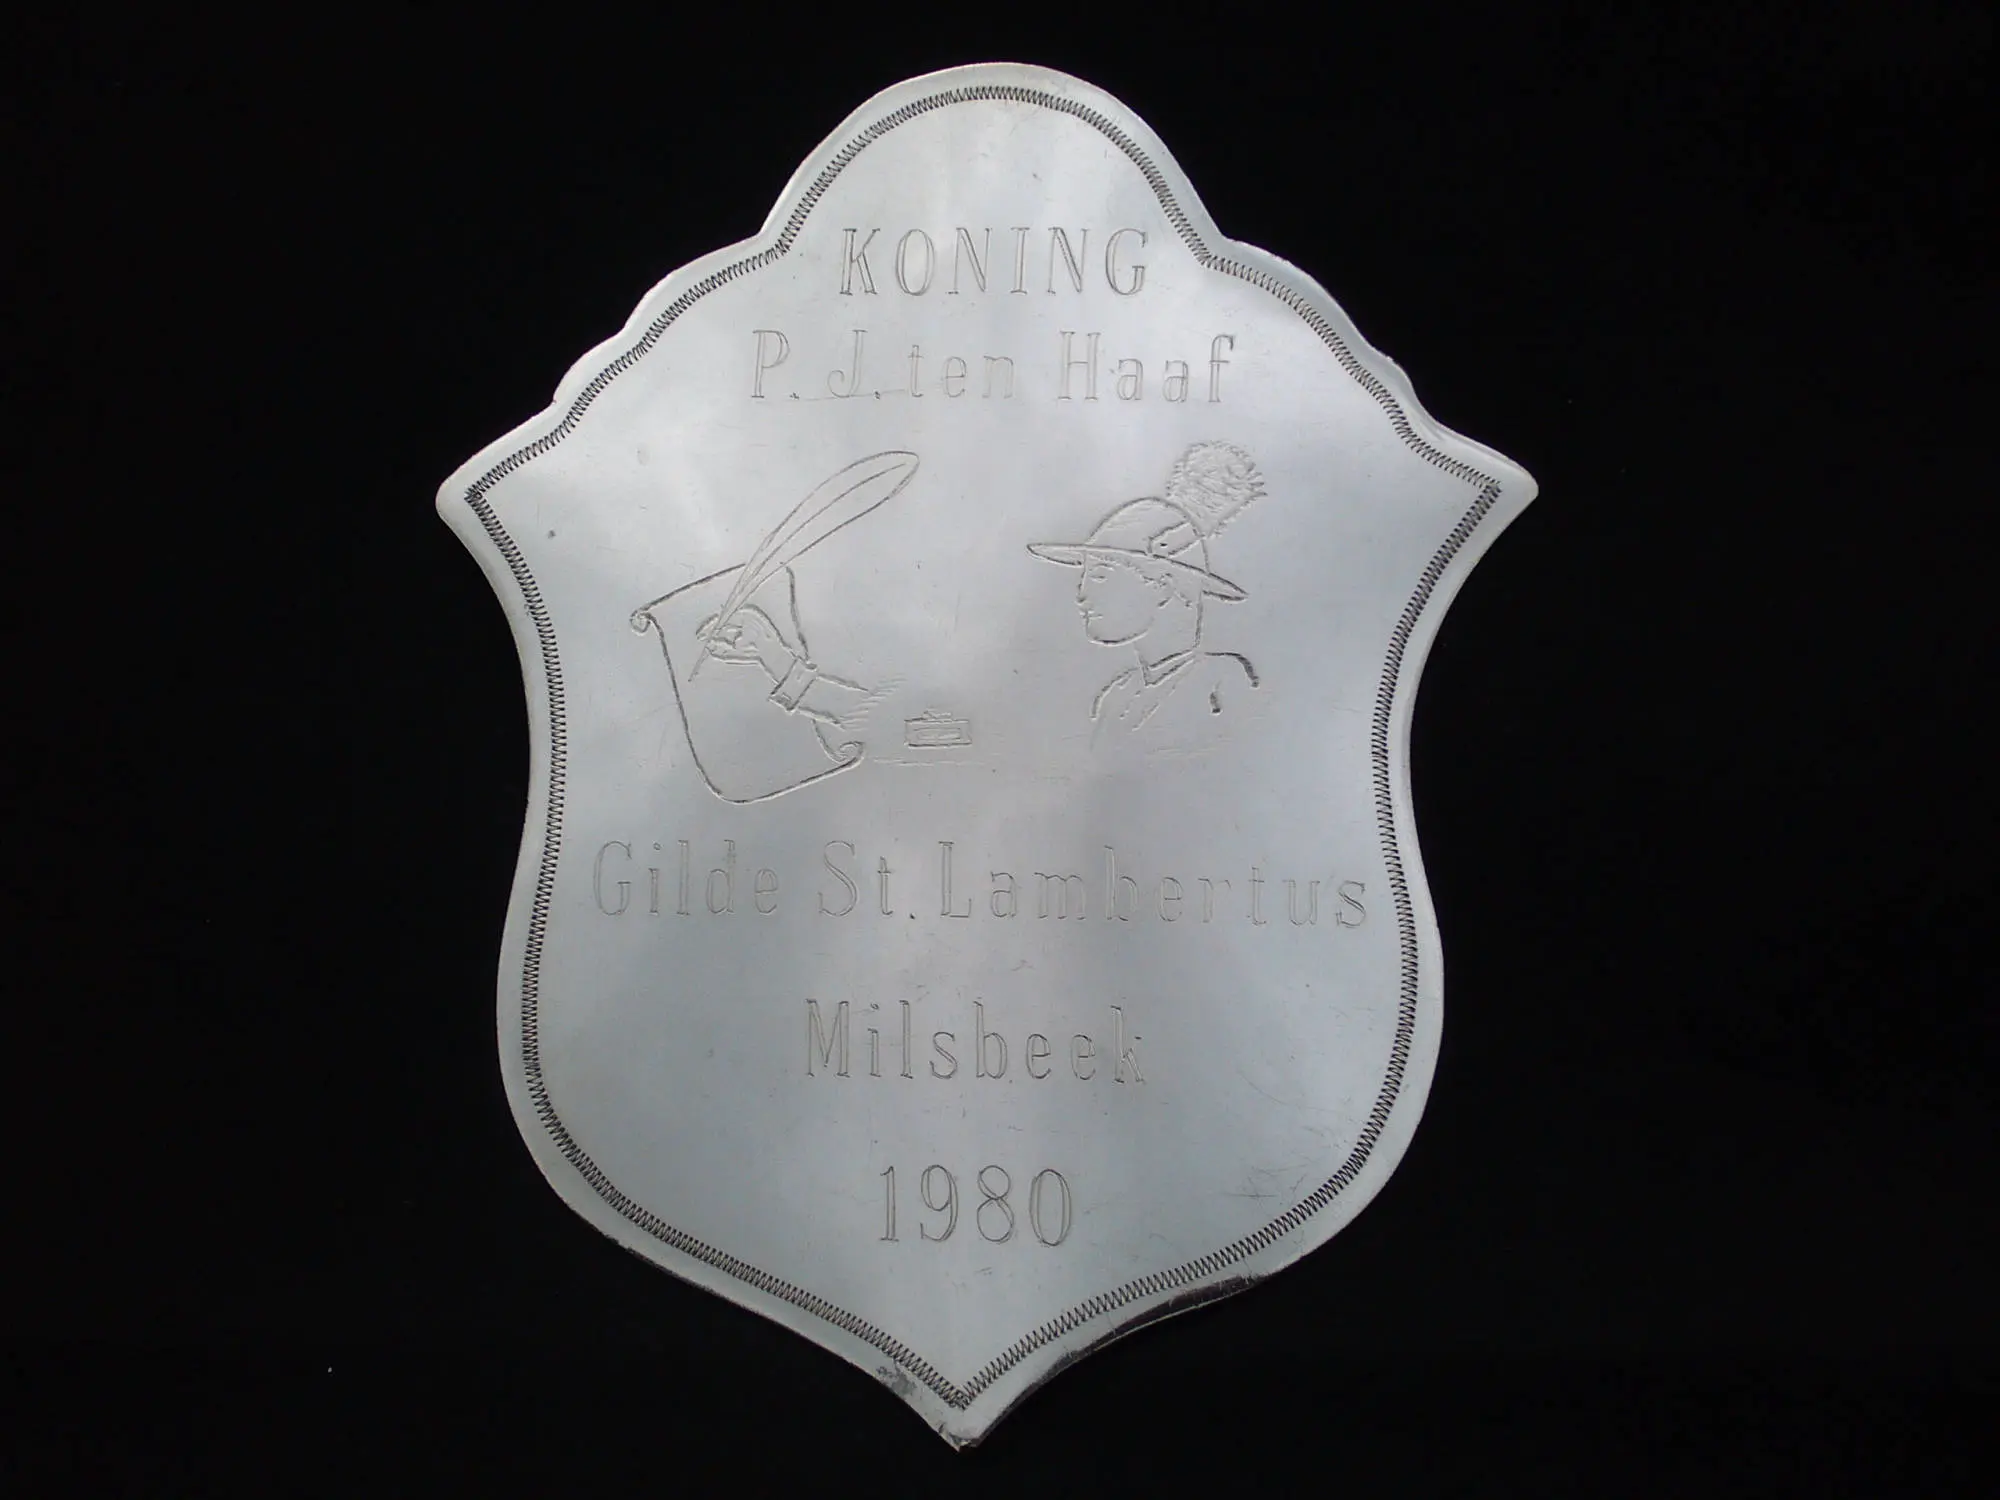 KONING
P. J. ten Haaf
Gilde St. Lambertus
Milsbeek
1980